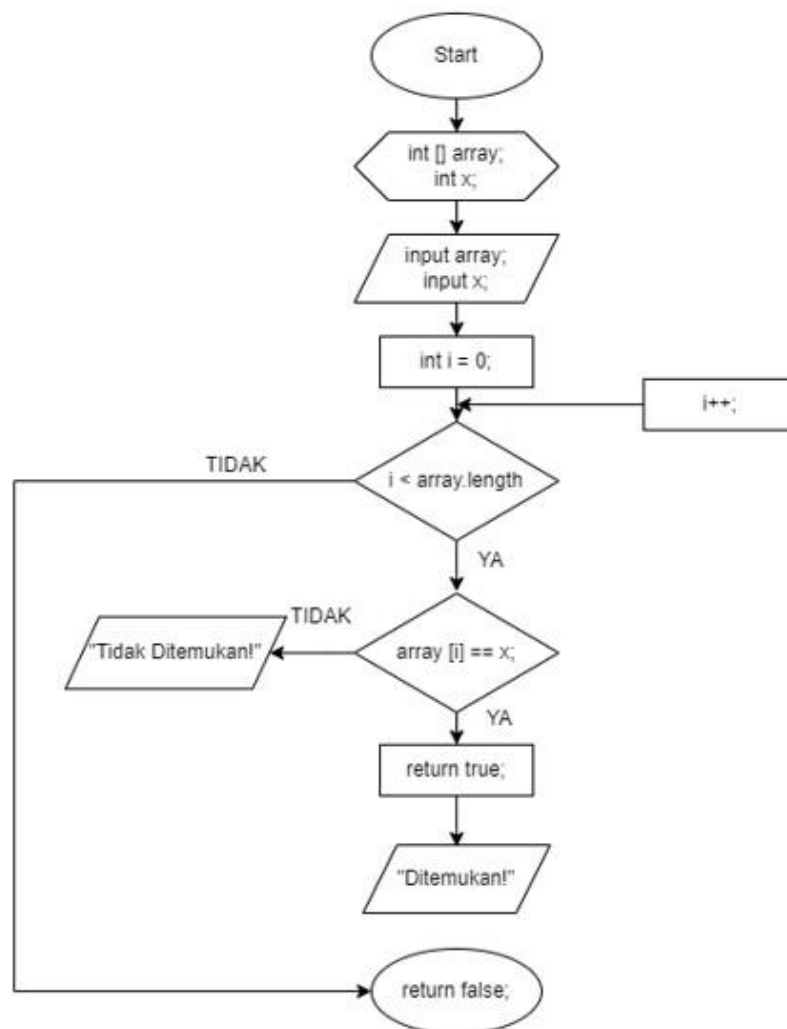 Start
int [] array;
int x;
input array;
input x;
int i = 0;
i++;
TIDAK
i < array.length
YA
TIDAK
"Tidak Ditemukan!"
array [i] == x;
YA
return true;
"Ditemukan!"
return false;